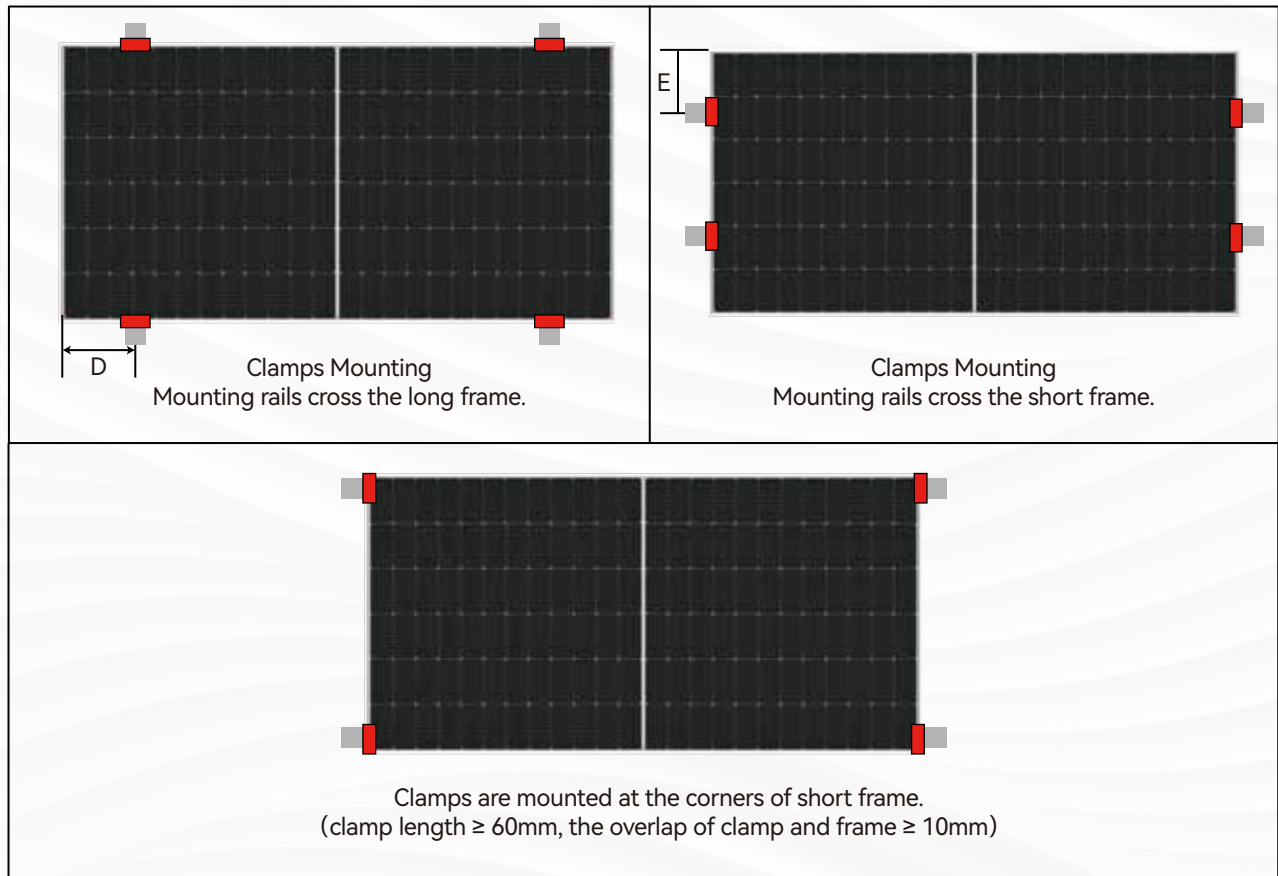 E
D
Clamps Mounting
Mounting rails cross the long frame.
Clamps Mounting
Mounting rails cross the short frame.
Clamps are mounted at the corners of short frame.
（clamp length ≥ 60mm, the overlap of clamp and frame ≥ 10mm）